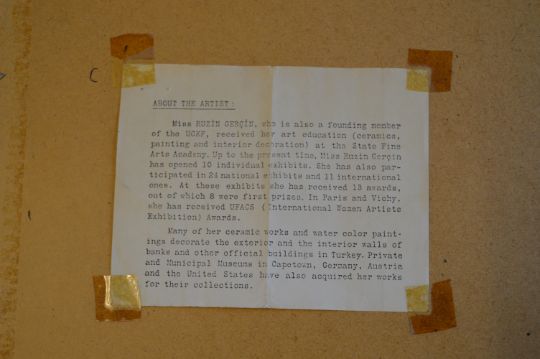 ABOUT THE ARTIST:
Miss RUZİN GERÇİN, who is also a founding member
of the UCKF, received her art education (ceramics,
painting and interior decoration) at the State Fine
Arts Academy. Up to the present time, Miss Ruzin Gerçin
has opened 10 individual exhibits. She has also par-
ticipated in 24 national exhibits and 11 international
ones. At these exhibits she has received 13 awards,
out of which 8 were first prizes. In Paris and Vichy,
she has received UFACS (International Women Artists
Exhibition) Awards.
Many of her ceramic works and water color paint-
ings decorate the exterior and the interior walls of
banks and other official buildings in Turkey. Private
and Municipal Museums in Capetown, Germany, Austria
and the United States have also acquired her works
for their collections.